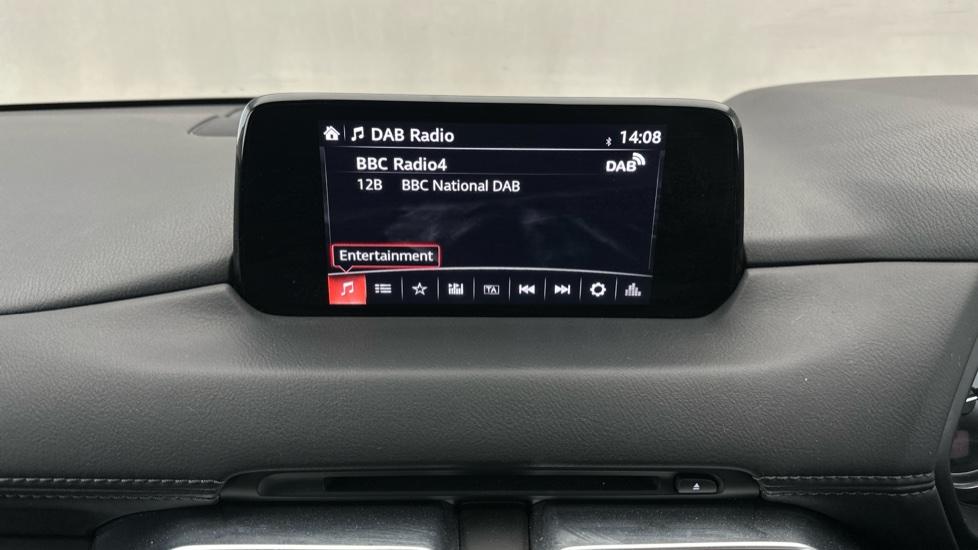 DAB Radio 14:08
BBC Radio4 DAB
12B BBC National DAB
Entertainment
TA